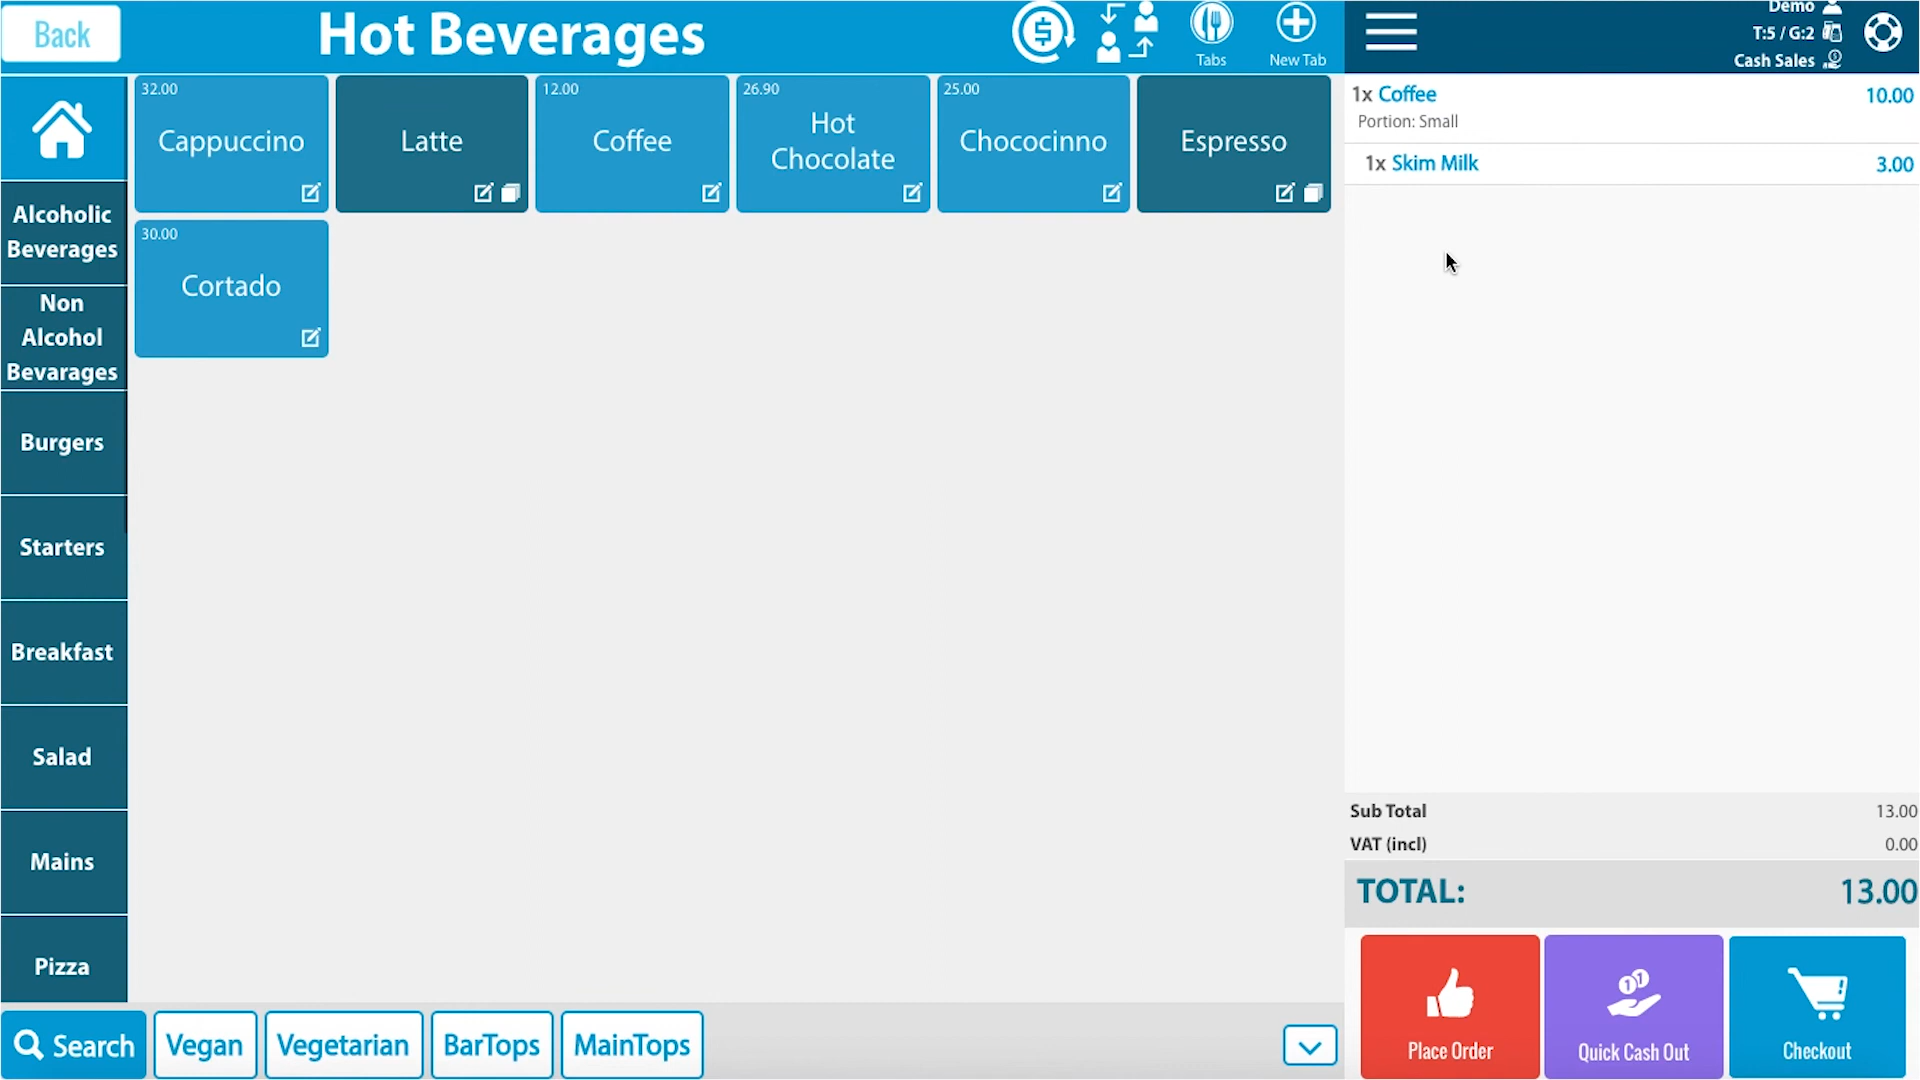 Back
Hot Beverages
Tabs
New Tab
Demo
T:5 / G:2
Cash Sales
32.00
Cappuccino
Latte
12.00
Coffee
26.90
Hot
Chocolate
25.00
Chococinno
Espresso
30.00
Cortado
Alcoholic
Beverages
Non
Alcohol
Bevarages
Burgers
Starters
Breakfast
Salad
Mains
Pizza
1x Coffee 10.00
Portion: Small
1x Skim Milk 3.00
Sub Total 13.00
VAT (incl) 0.00
TOTAL: 13.00
Place Order
Quick Cash Out
Checkout
Search
Vegan
Vegetarian
BarTops
MainTops